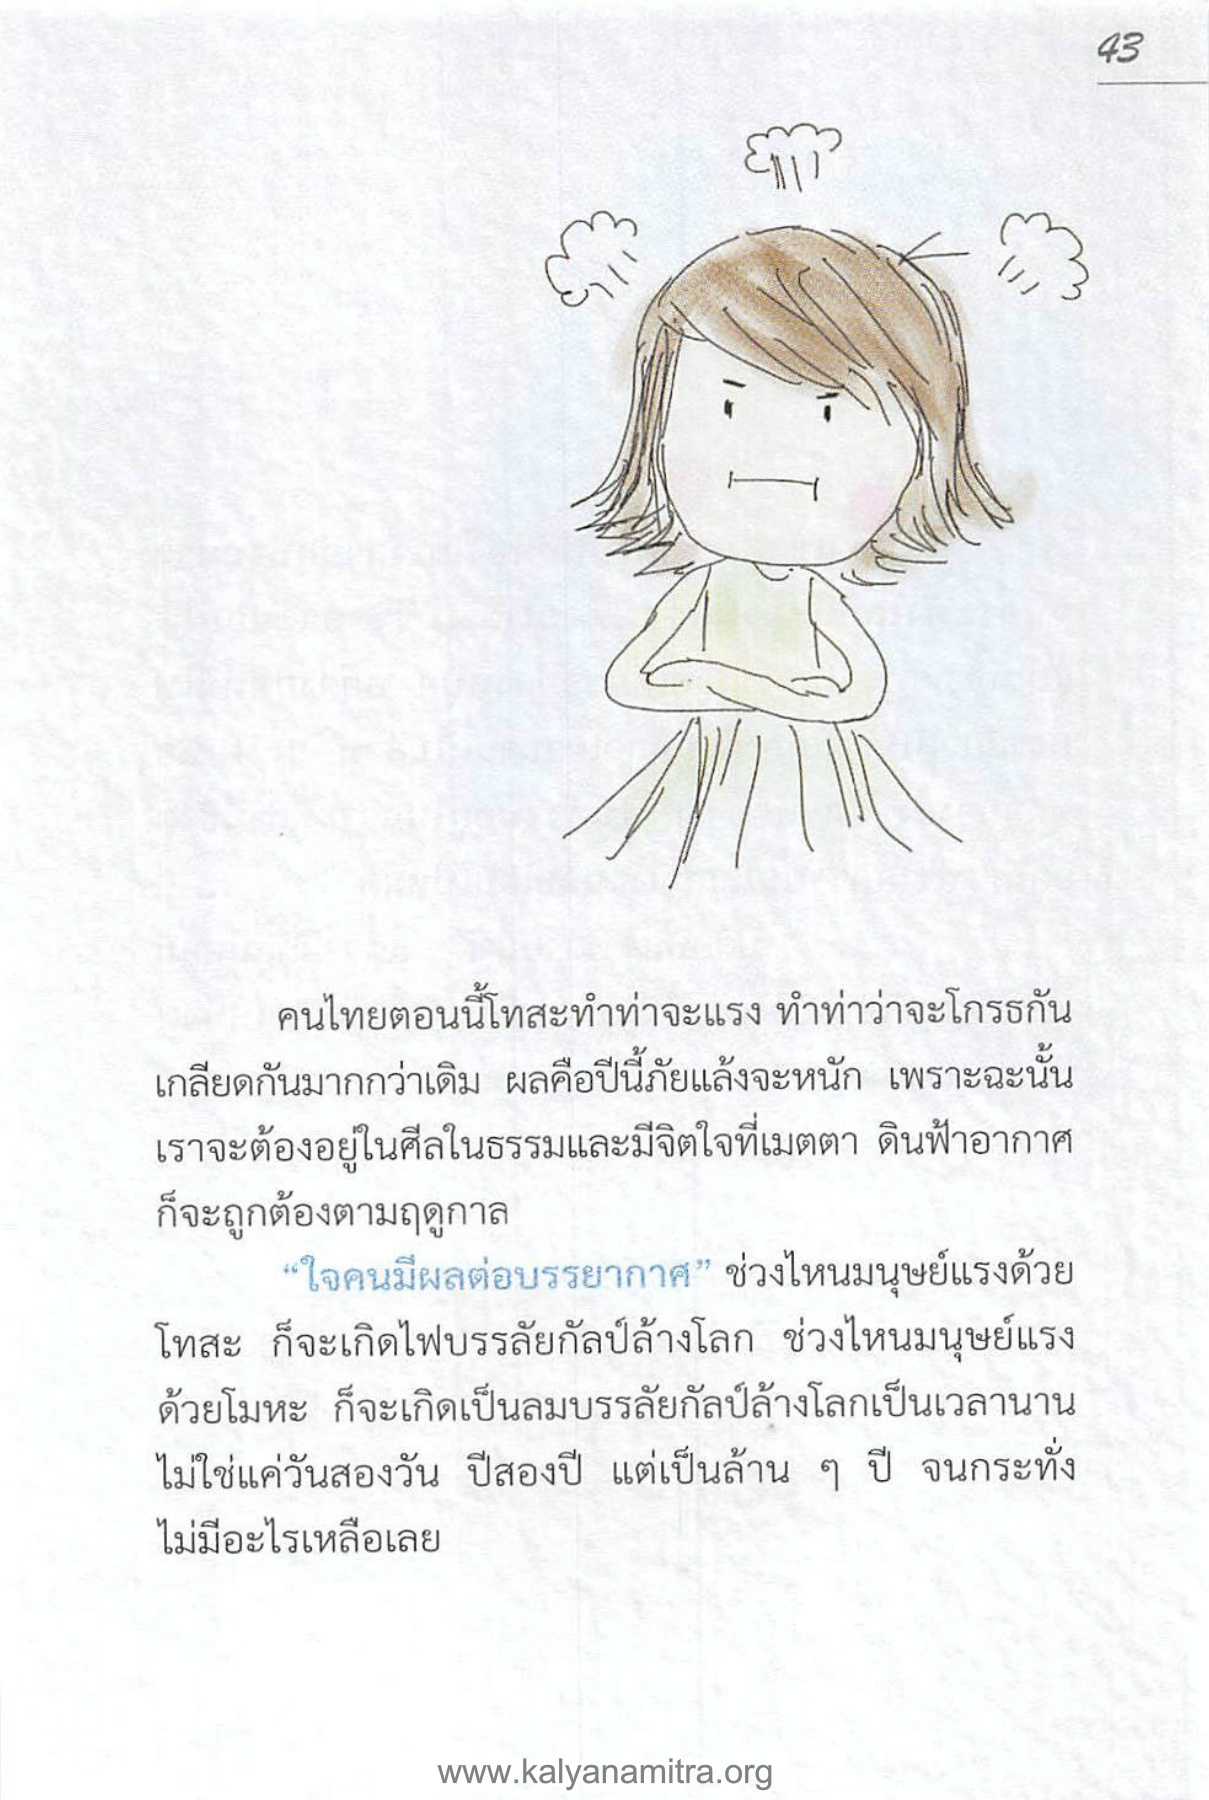 43
คนไทยตอนนี้โทสะทำท่าจะแรง ทำท่าว่าจะโกรธกัน
เกลียดกันมากกว่าเดิม ผลคือปีนี้ภัยแล้งจะหนัก เพราะฉะนั้น
เราจะต้องอยู่ในศีลในธรรมและมีจิตใจที่เมตตา ดินฟ้าอากาศ
ก็จะถูกต้องตามฤดูกาล
“ใจคนมีผลต่อบรรยากาศ” ช่วงไหนมนุษย์แรงด้วย
โทสะ ก็จะเกิดไฟบรรลัยกัลป์ล้างโลก ช่วงไหนมนุษย์แรง
ด้วยโมหะ ก็จะเกิดเป็นลมบรรลัยกัลป์ล้างโลกเป็นเวลานาน
ไม่ใช่แค่วันสองวัน ปีสองปี แต่เป็นล้าน ๆ ปี จนกระทั่ง
ไม่มีอะไรเหลือเลย
www.kalyanamitra.org